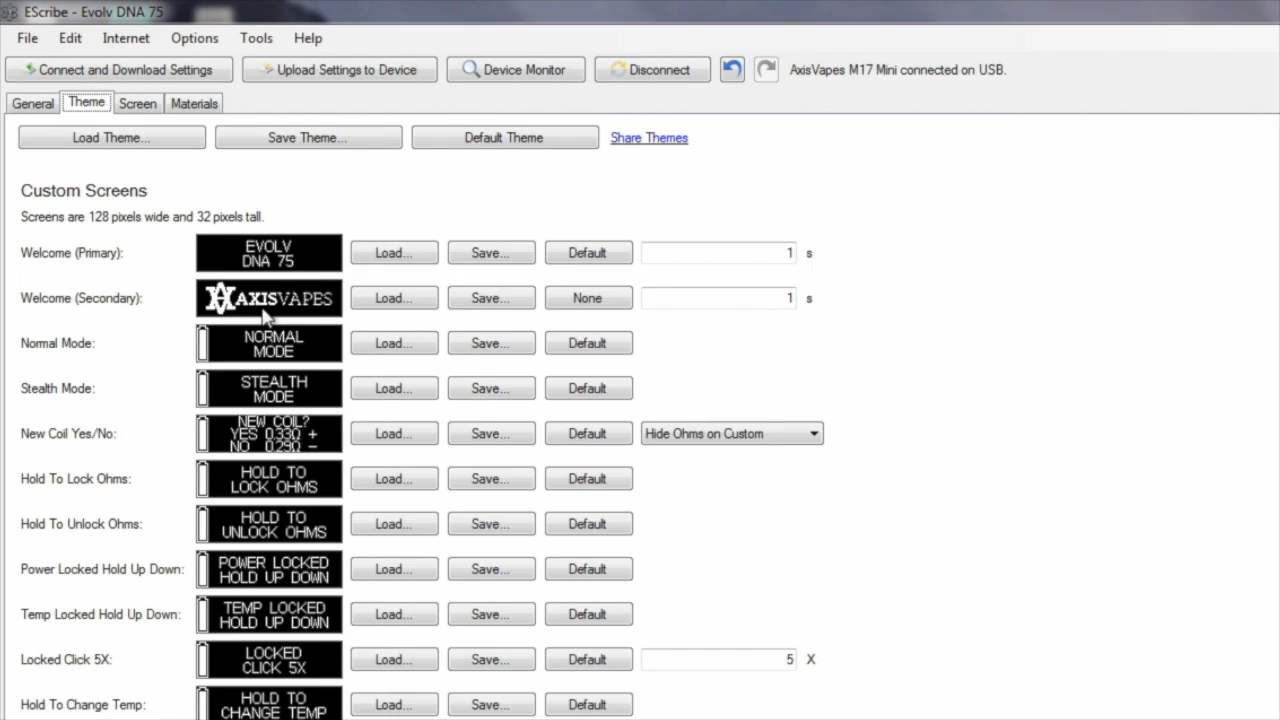 EScribe - Evolv DNA 75
File Edit Internet Options Tools Help
Connect and Download Settings Upload Settings to Device Device Monitor Disconnect AxisVapes M17 Mini connected on USB.
General Theme Screen Materials
Load Theme... Save Theme... Default Theme Share Themes
Custom Screens
Screens are 128 pixels wide and 32 pixels tall.
Welcome (Primary): EVOLV DNA 75 Load... Save... Default 1 s
Welcome (Secondary): AXISVAPES Load... Save... None 1 s
Normal Mode: NORMAL MODE Load... Save... Default
Stealth Mode: STEALTH MODE Load... Save... Default
New Coil Yes/No: NEW COIL? YES 0.33Ω + NO 0.29Ω − Load... Save... Default Hide Ohms on Custom
Hold To Lock Ohms: HOLD TO LOCK OHMS Load... Save... Default
Hold To Unlock Ohms: HOLD TO UNLOCK OHMS Load... Save... Default
Power Locked Hold Up Down: POWER LOCKED HOLD UP DOWN Load... Save... Default
Temp Locked Hold Up Down: TEMP LOCKED HOLD UP DOWN Load... Save... Default
Locked Click 5X: LOCKED CLICK 5X Load... Save... Default 5 X
Hold To Change Temp: HOLD TO CHANGE TEMP Load... Save... Default